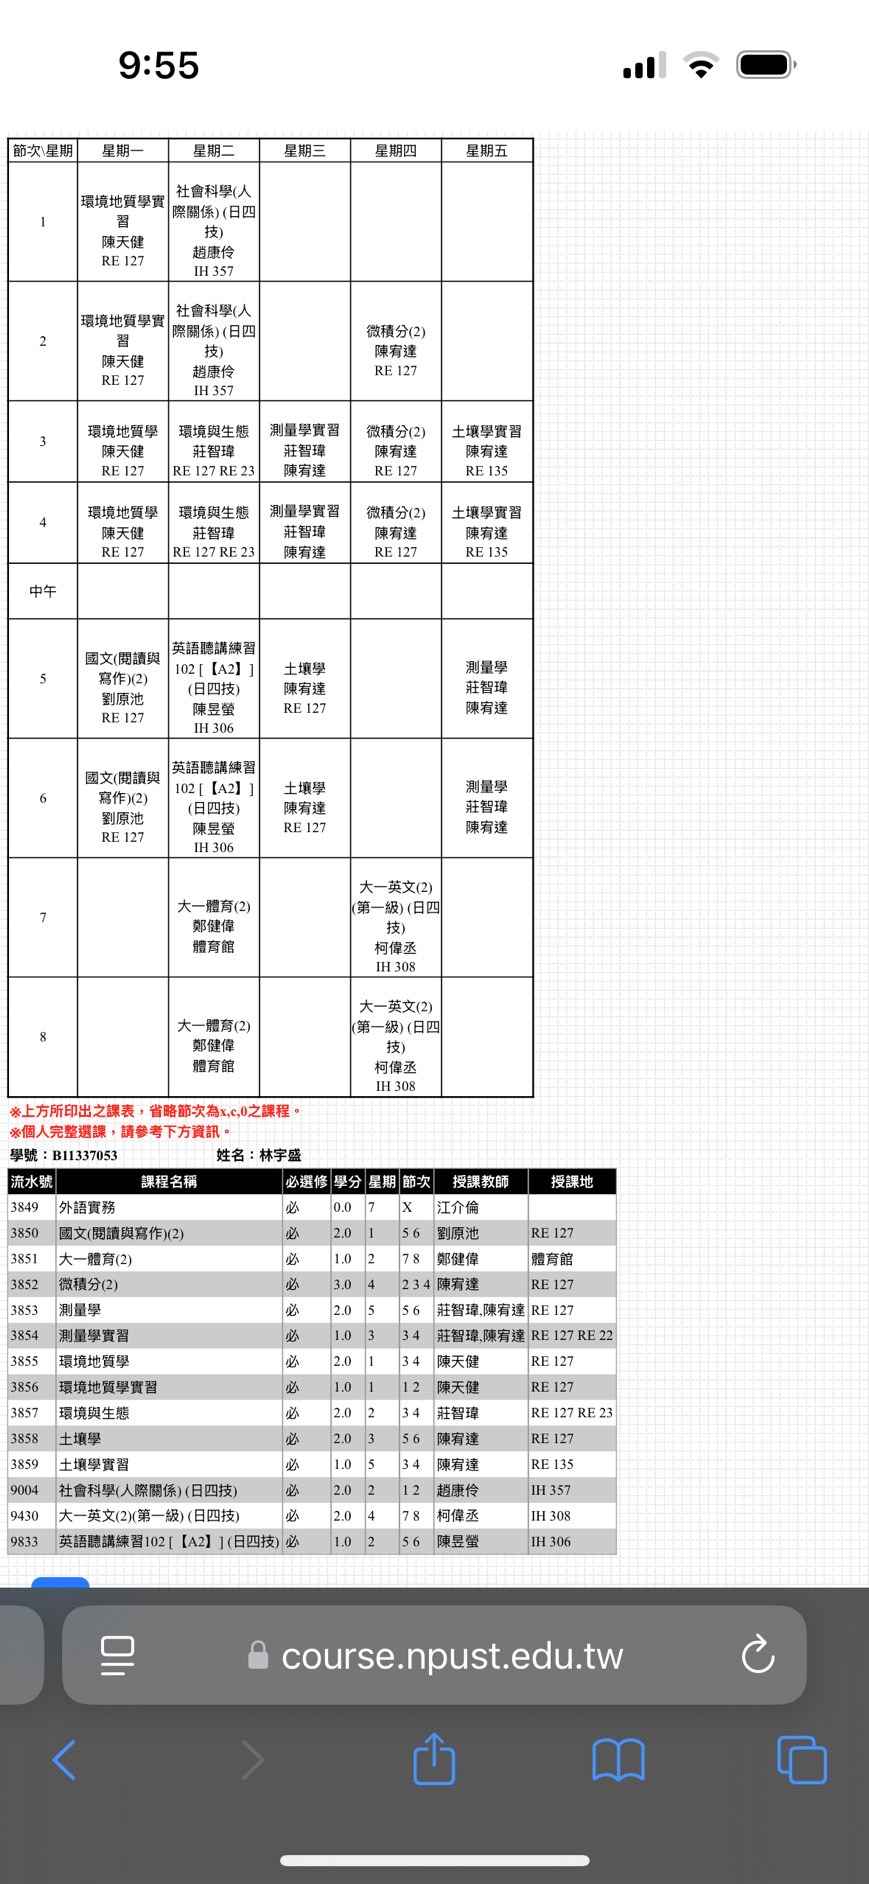 9:55
節次\星期 星期一 星期二 星期三 星期四 星期五
1
環境地質學實
習
陳天健
RE 127
社會科學(人
際關係) (日四
技)
趙康伶
IH 357
2
環境地質學實
習
陳天健
RE 127
社會科學(人
際關係) (日四
技)
趙康伶
IH 357
微積分(2)
陳宥達
RE 127
3
環境地質學
陳天健
RE 127
環境與生態
莊智瑋
RE 127 RE 23
測量學實習
莊智瑋
陳宥達
微積分(2)
陳宥達
RE 127
土壤學實習
陳宥達
RE 135
4
環境地質學
陳天健
RE 127
環境與生態
莊智瑋
RE 127 RE 23
測量學實習
莊智瑋
陳宥達
微積分(2)
陳宥達
RE 127
土壤學實習
陳宥達
RE 135
中午
5
國文(閱讀與
寫作)(2)
劉原池
RE 127
英語聽講練習
102 [【A2】]
(日四技)
陳昱螢
IH 306
土壤學
陳宥達
RE 127
測量學
莊智瑋
陳宥達
6
國文(閱讀與
寫作)(2)
劉原池
RE 127
英語聽講練習
102 [【A2】]
(日四技)
陳昱螢
IH 306
土壤學
陳宥達
RE 127
測量學
莊智瑋
陳宥達
7
大一體育(2)
鄭健偉
體育館
大一英文(2)
(第一級) (日四
技)
柯偉丞
IH 308
8
大一體育(2)
鄭健偉
體育館
大一英文(2)
(第一級) (日四
技)
柯偉丞
IH 308
※上方所印出之課表，省略節次為x,c,0之課程。
※個人完整選課，請參考下方資訊。
學號：B11337053 姓名：林宇盛
流水號 課程名稱 必選修 學分 星期 節次 授課教師 授課地
3849 外語實務 必 0.0 7 X 江介倫
3850 國文(閱讀與寫作)(2) 必 2.0 1 5 6 劉原池 RE 127
3851 大一體育(2) 必 1.0 2 7 8 鄭健偉 體育館
3852 微積分(2) 必 3.0 4 2 3 4 陳宥達 RE 127
3853 測量學 必 2.0 5 5 6 莊智瑋,陳宥達 RE 127
3854 測量學實習 必 1.0 3 3 4 莊智瑋,陳宥達 RE 127 RE 22
3855 環境地質學 必 2.0 1 3 4 陳天健 RE 127
3856 環境地質學實習 必 1.0 1 1 2 陳天健 RE 127
3857 環境與生態 必 2.0 2 3 4 莊智瑋 RE 127 RE 23
3858 土壤學 必 2.0 3 5 6 陳宥達 RE 127
3859 土壤學實習 必 1.0 5 3 4 陳宥達 RE 135
9004 社會科學(人際關係) (日四技) 必 2.0 2 1 2 趙康伶 IH 357
9430 大一英文(2)(第一級) (日四技) 必 2.0 4 7 8 柯偉丞 IH 308
9833 英語聽講練習102 [【A2】] (日四技) 必 1.0 2 5 6 陳昱螢 IH 306
course.npust.edu.tw